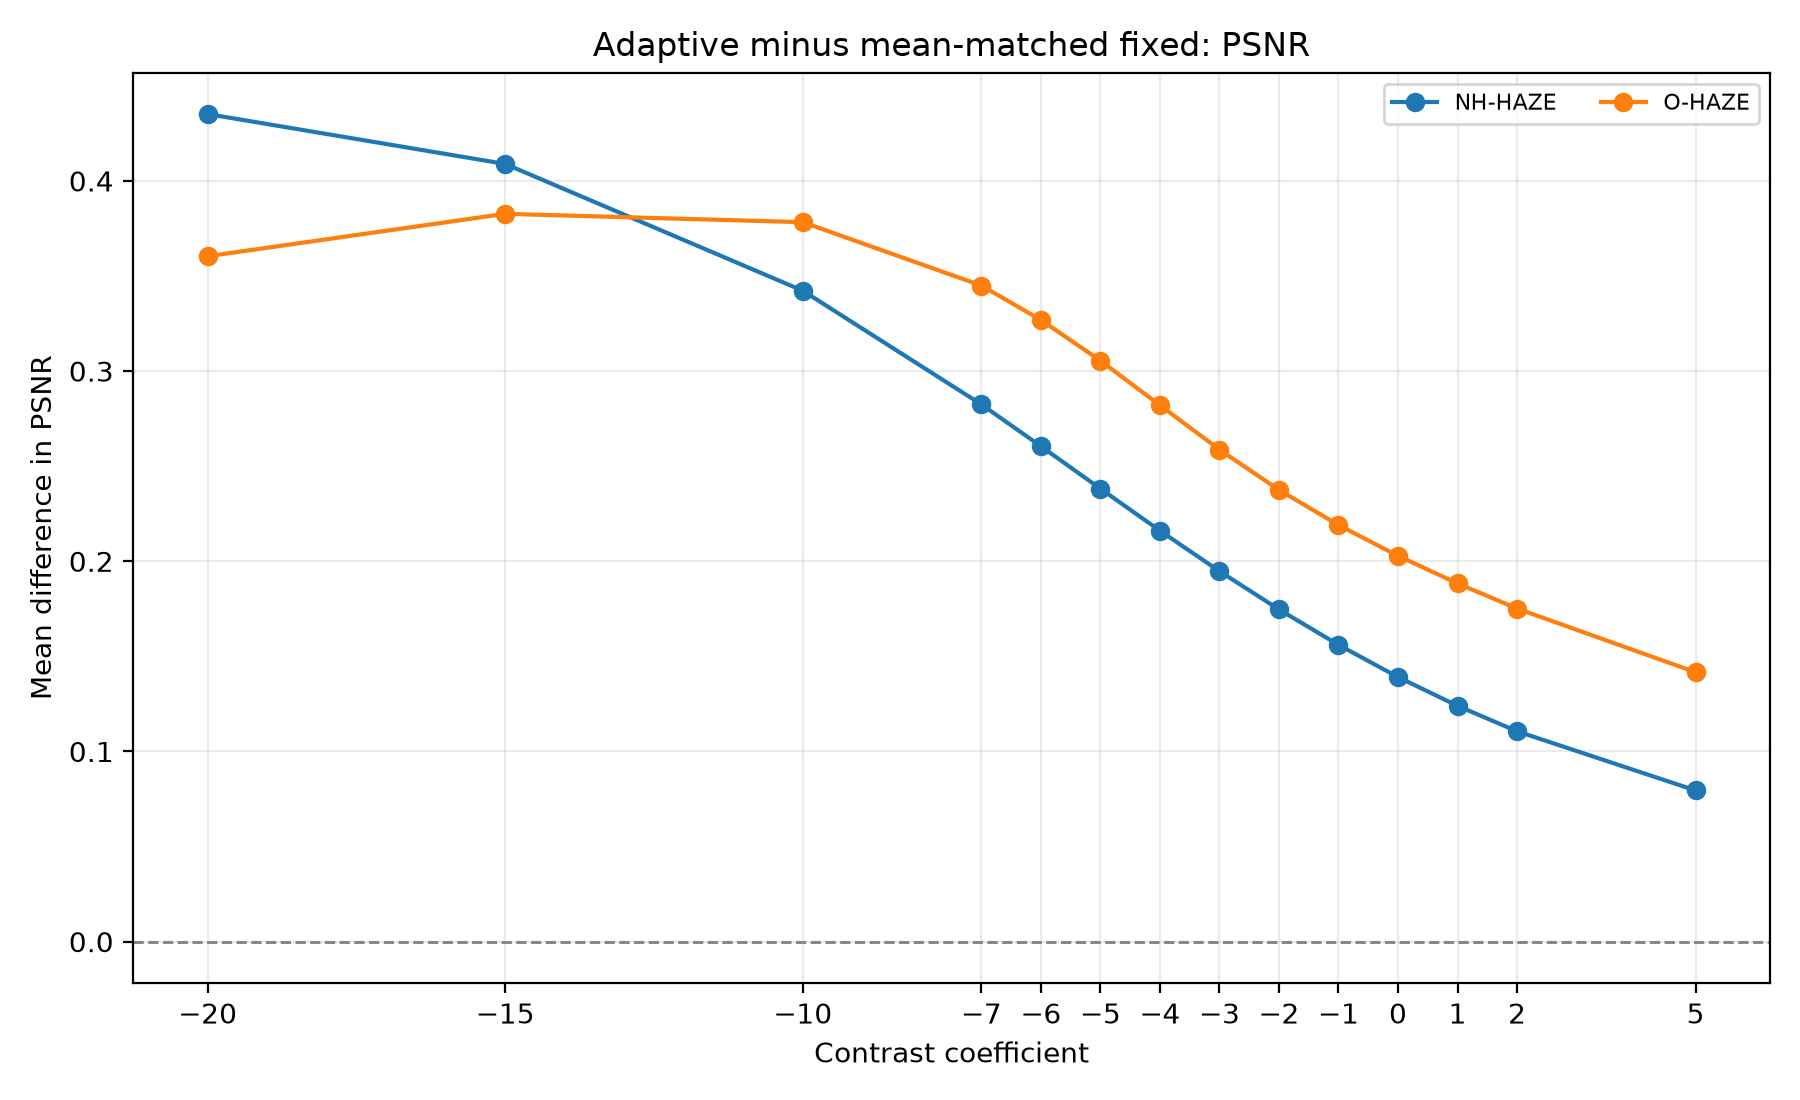 Adaptive minus mean-matched fixed: PSNR
NH-HAZE O-HAZE
Mean difference in PSNR
0.4
0.3
0.2
0.1
0.0
−20 −15 −10 −7 −6 −5 −4 −3 −2 −1 0 1 2 5
Contrast coefficient